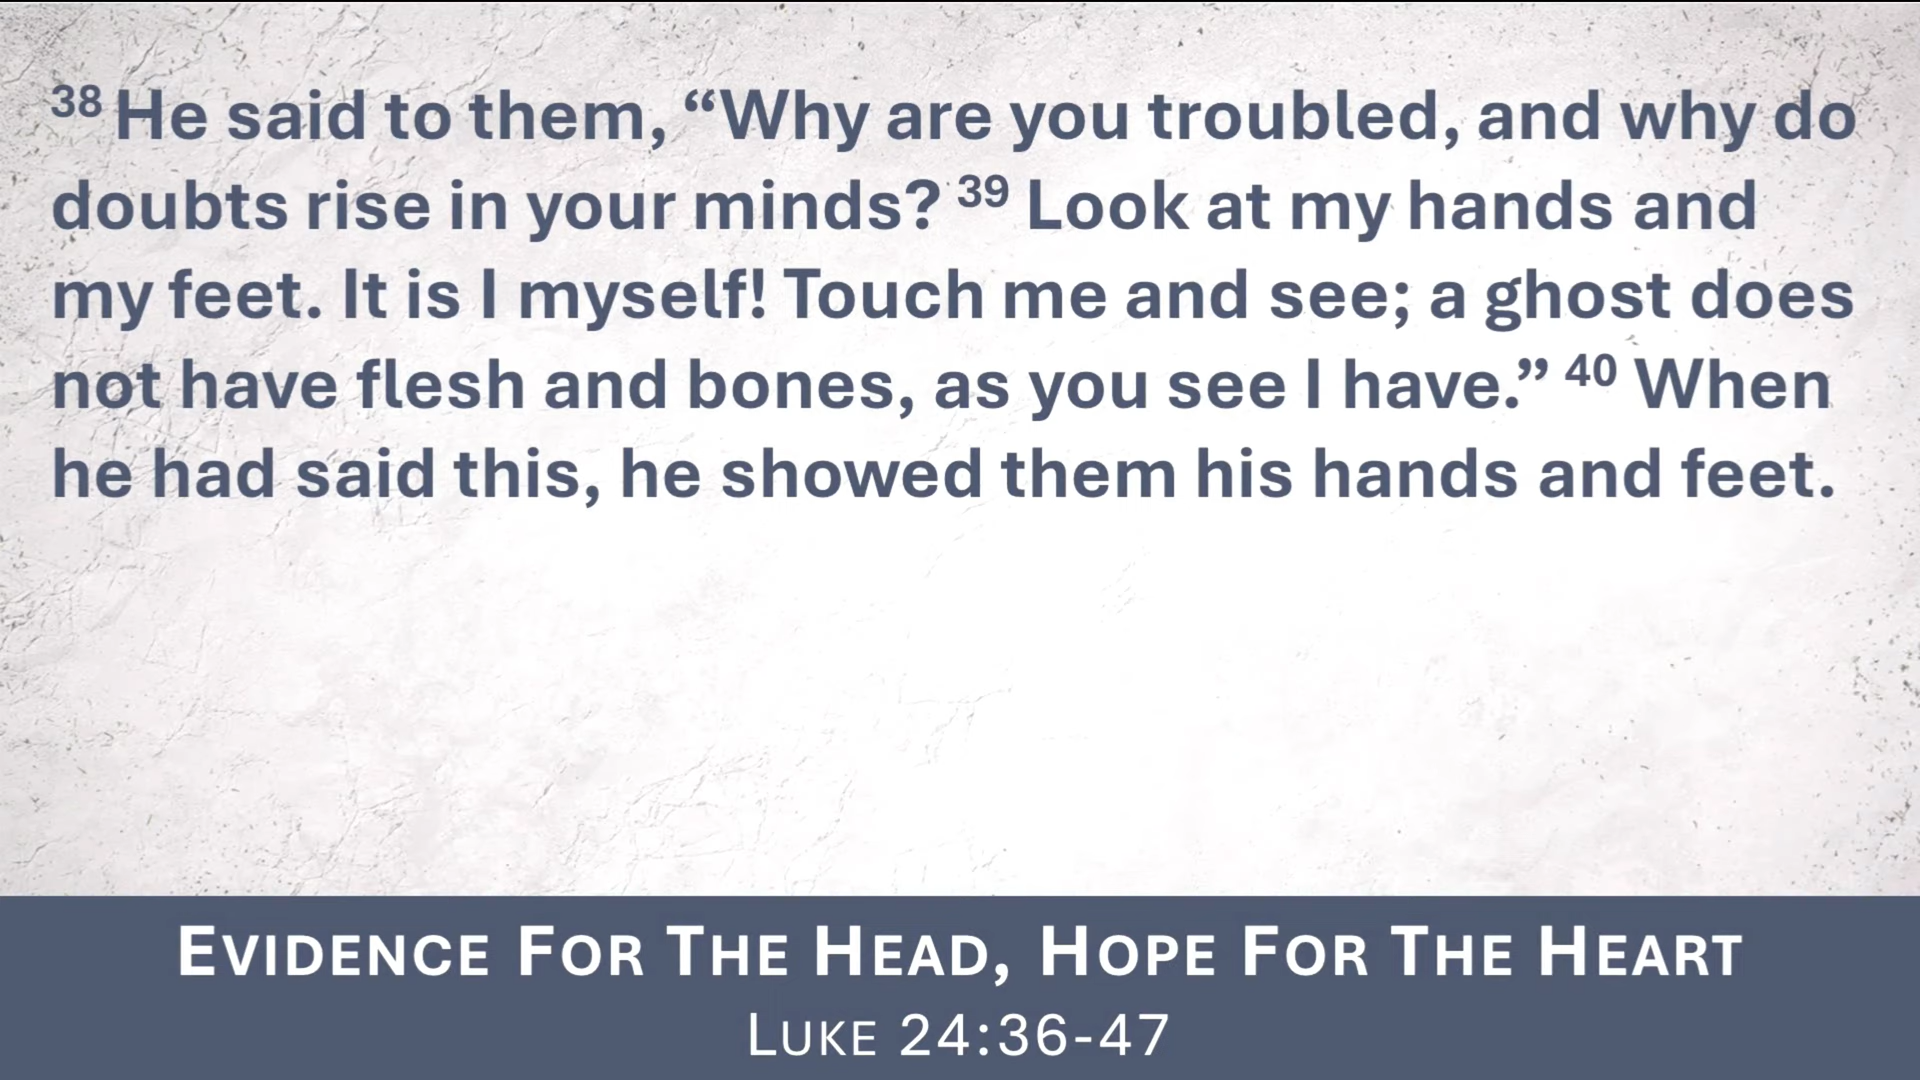 38 He said to them, “Why are you troubled, and why do
doubts rise in your minds? 39 Look at my hands and
my feet. It is I myself! Touch me and see; a ghost does
not have flesh and bones, as you see I have.” 40 When
he had said this, he showed them his hands and feet.
EVIDENCE FOR THE HEAD, HOPE FOR THE HEART
LUKE 24:36-47